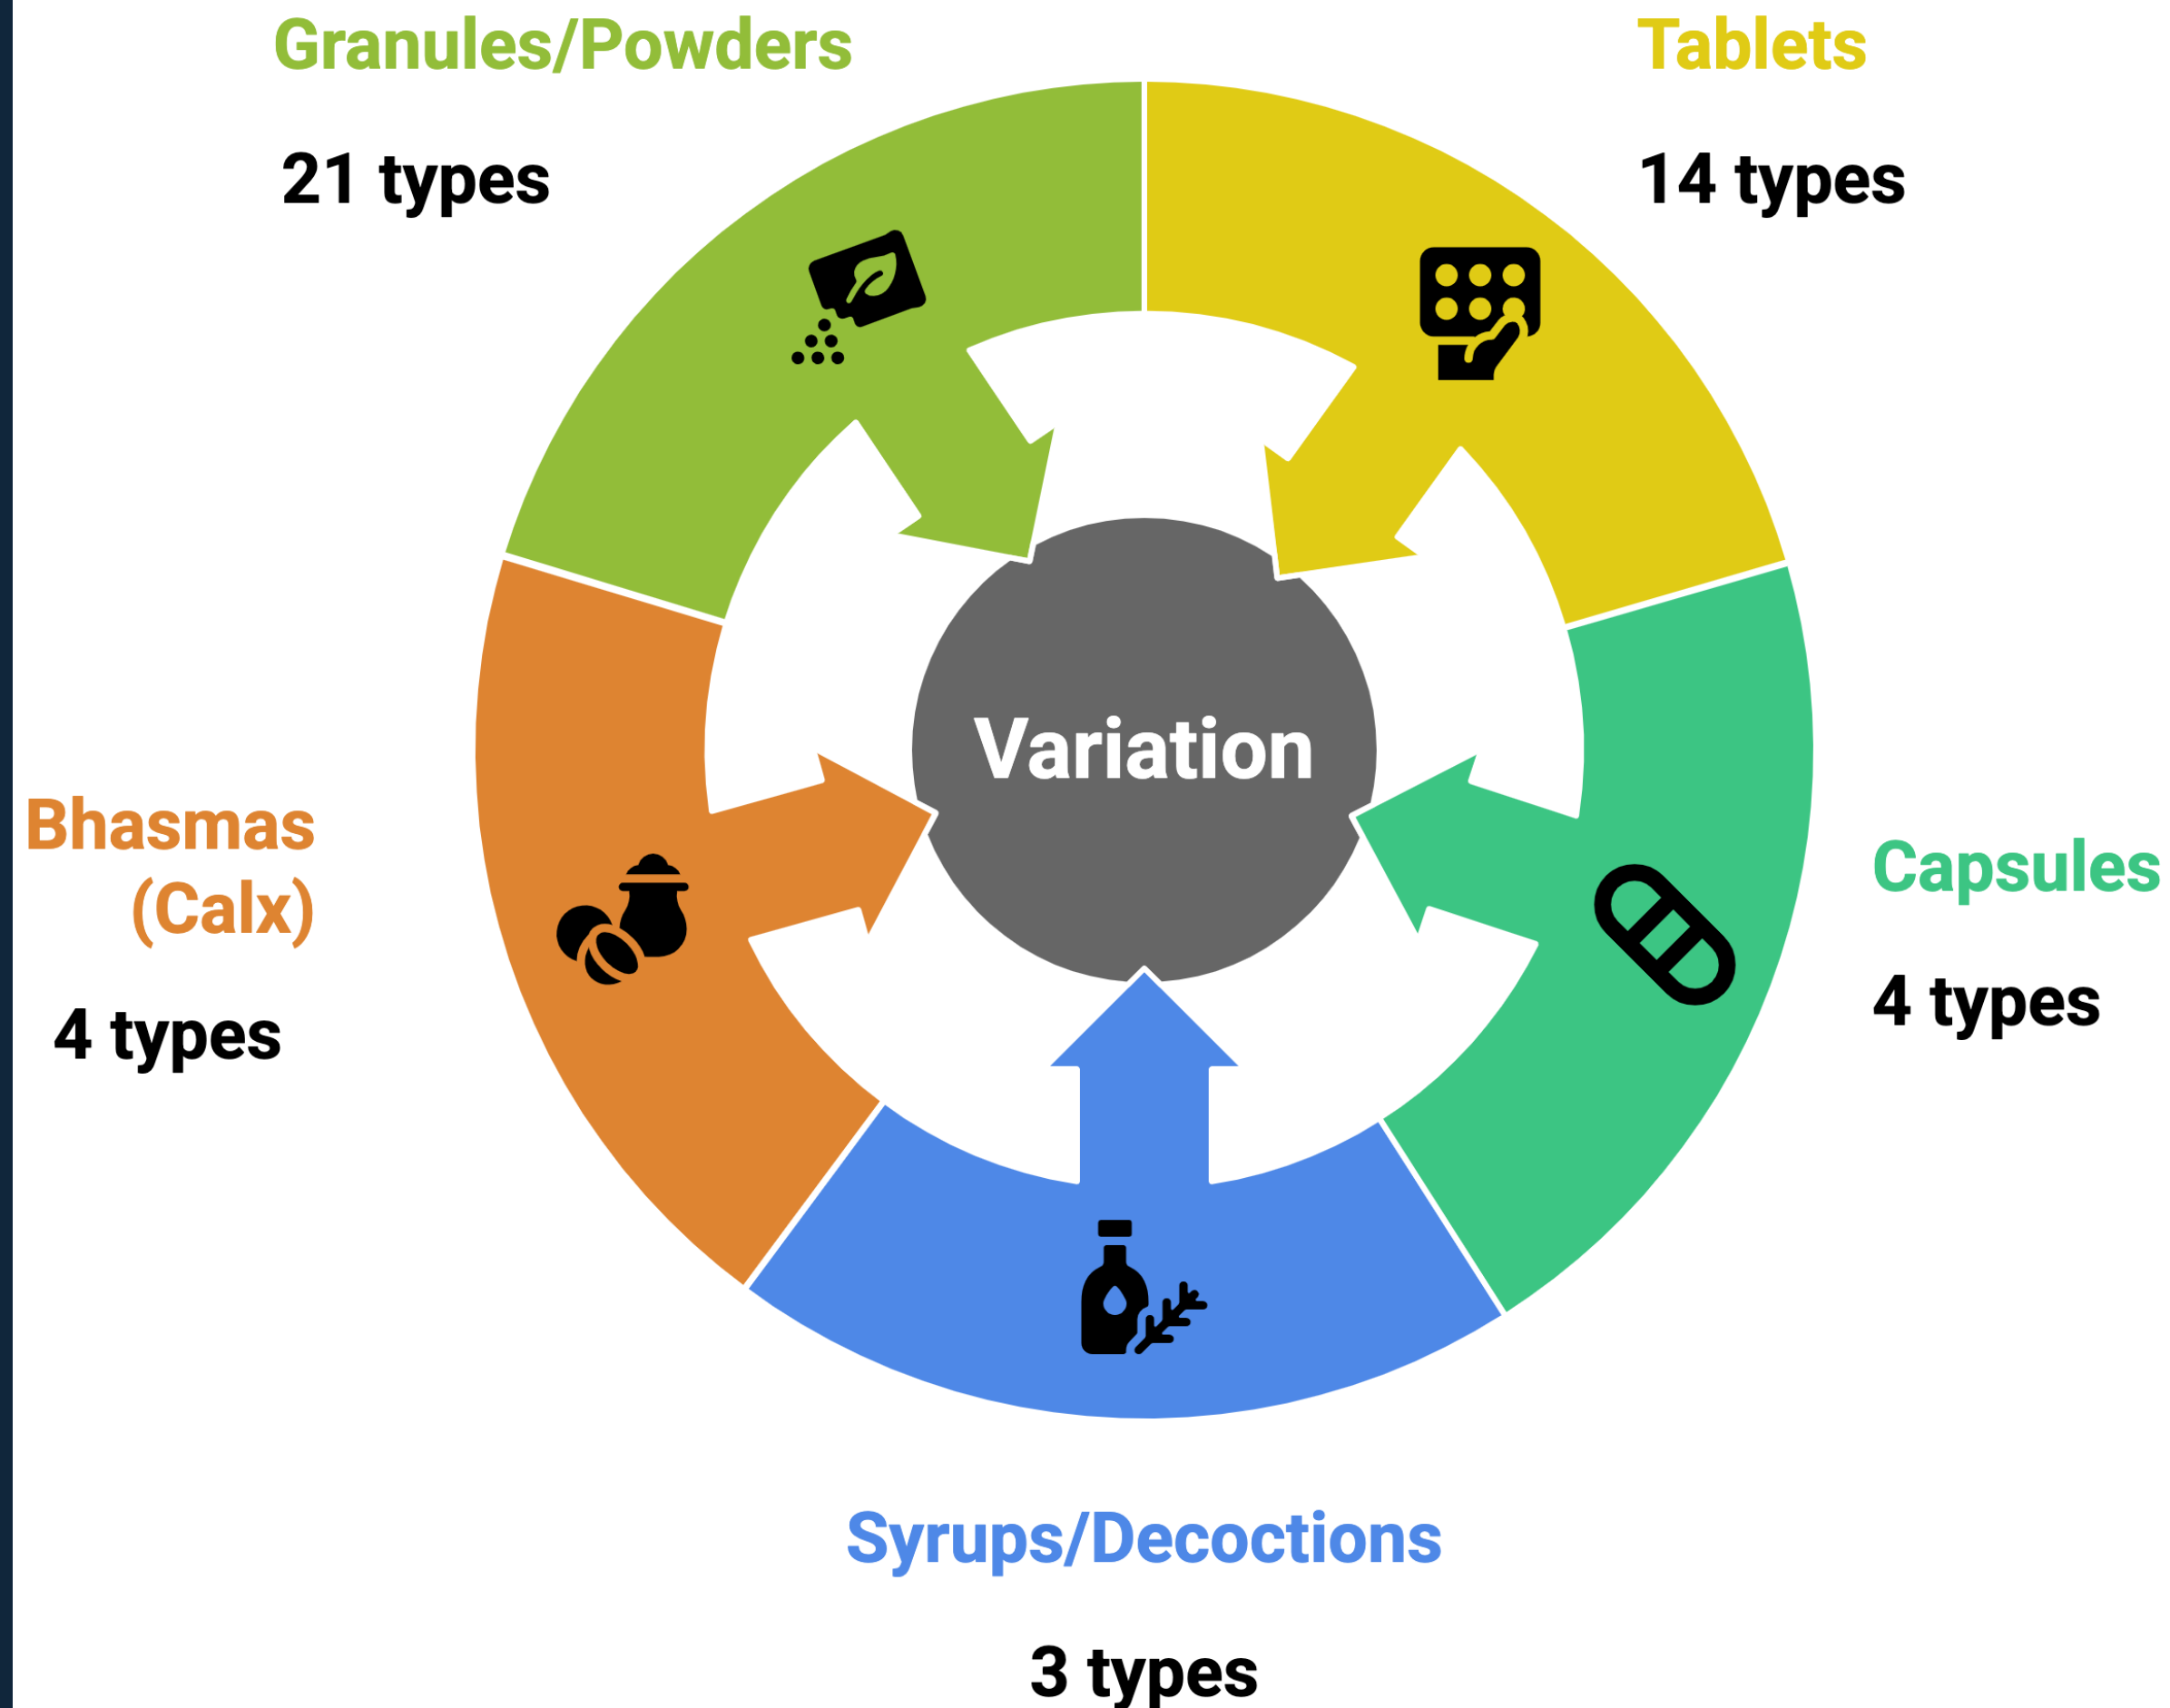 Granules/Powders
21 types
Tablets
14 types
Variation
Bhasmas
(Calx)
4 types
Capsules
4 types
Syrups/Decoctions
3 types